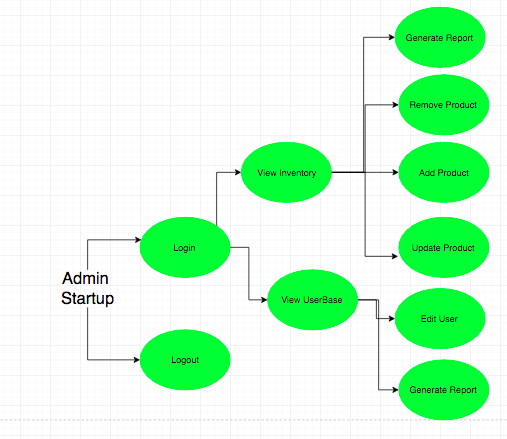 Generate Report
Remove Product
View Inventory
Add Product
Login
Update Product
Admin
Startup
View UserBase
Edit User
Logout
Generate Report